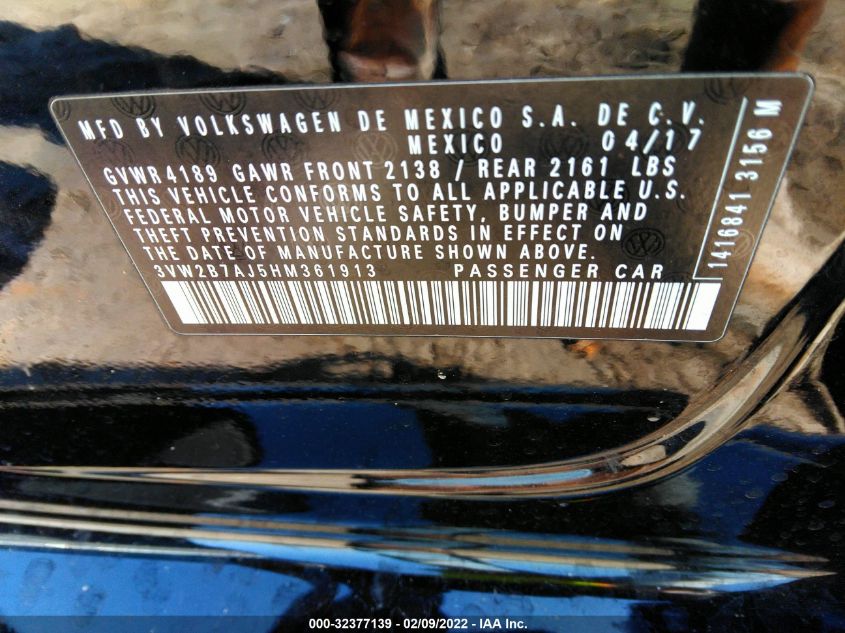 MFD BY VOLKSWAGEN DE MEXICO S.A. DE C.V.
MEXICO 04/17
GVWR 4189 GAWR FRONT 2138 / REAR 2161 LBS
THIS VEHICLE CONFORMS TO ALL APPLICABLE U.S.
FEDERAL MOTOR VEHICLE SAFETY, BUMPER AND
THEFT PREVENTION STANDARDS IN EFFECT ON
THE DATE OF MANUFACTURE SHOWN ABOVE.
3VW2B7AJ5HM361913 PASSENGER CAR
1416841 3156 M
000-32377139 - 02/09/2022 - IAA Inc.